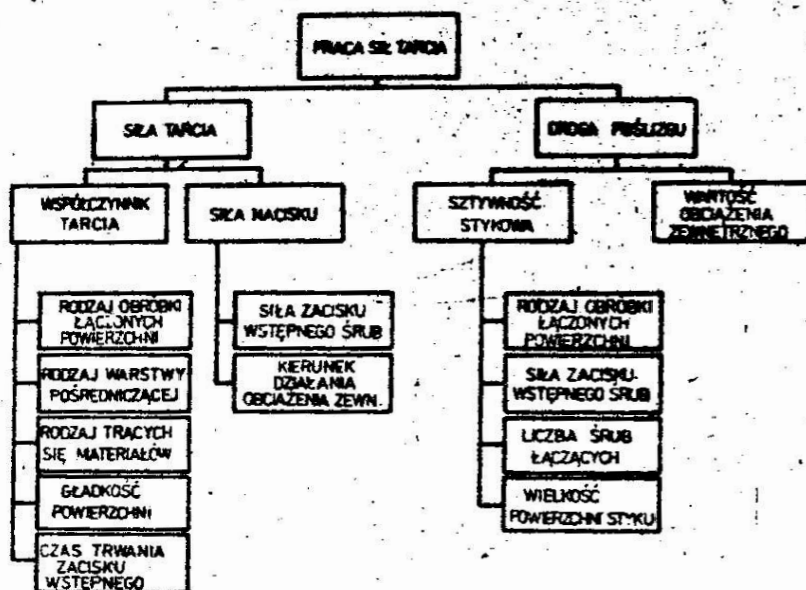 PRACA SIŁ TARCIA
SIŁA TARCIA
DROGA POŚLIZGU
WSPÓŁCZYNNIK
TARCIA
SIŁA NACISKU
SZTYWNOŚĆ
STYKOWA
WARTOŚĆ
OBCIĄŻENIA
ZEWNĘTRZNEGO
RODZAJ OBRÓBKI
ŁĄCZONYCH
POWIERZCHNI
RODZAJ WARSTWY
POŚREDNICZĄCEJ
RODZAJ TRĄCYCH
SIĘ MATERIAŁÓW
GŁADKOŚĆ
POWIERZCHNI
CZAS TRWANIA
ZACISKU
WSTĘPNEGO
SIŁA ZACISKU
WSTĘPNEGO ŚRUB
KIERUNEK
DZIAŁANIA
OBCIĄŻENIA ZEWN.
RODZAJ OBRÓBKI
ŁĄCZONYCH
POWIERZCHNI
SIŁA ZACISKU
WSTĘPNEGO ŚRUB
LICZBA ŚRUB
ŁĄCZĄCYCH
WIELKOŚĆ
POWIERZCHNI STYKU